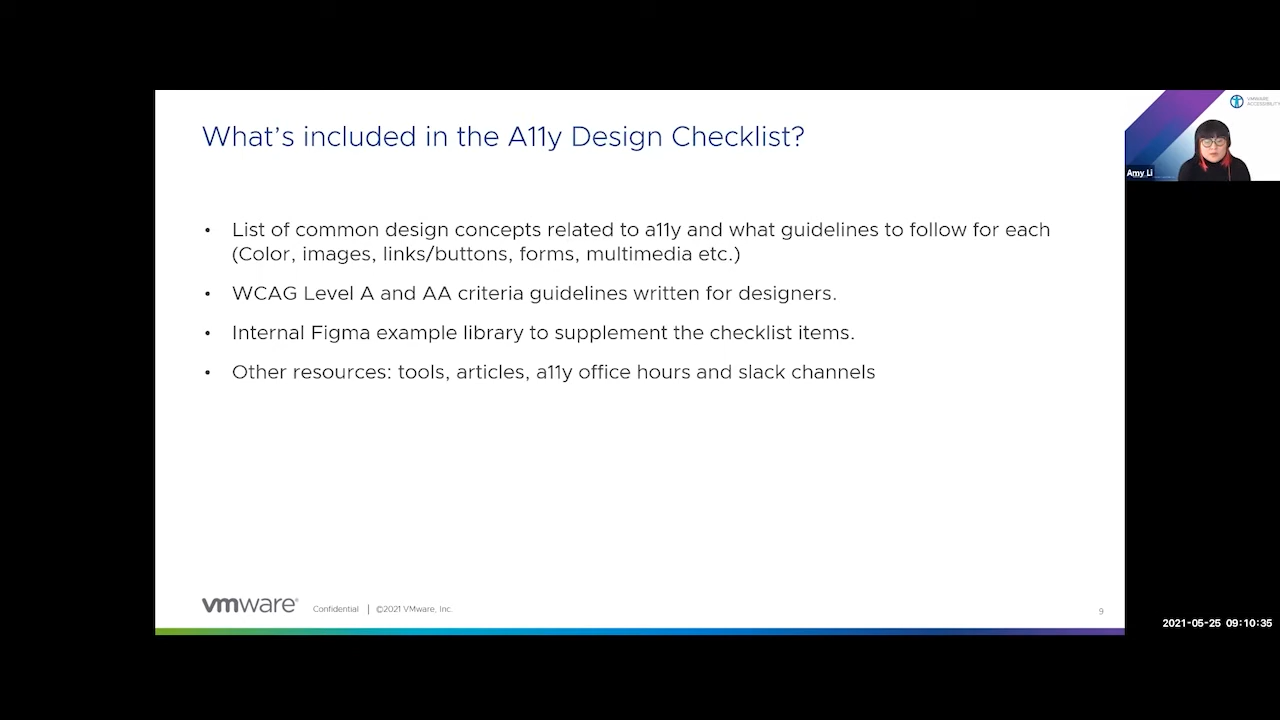 What's included in the A11y Design Checklist?
VMWARE
ACCESSIBILITY
Amy Li
• List of common design concepts related to a11y and what guidelines to follow for each
(Color, images, links/buttons, forms, multimedia etc.)
• WCAG Level A and AA criteria guidelines written for designers.
• Internal Figma example library to supplement the checklist items.
• Other resources: tools, articles, a11y office hours and slack channels
vmware® Confidential | ©2021 VMware, Inc.
9
2021-05-25 09:10:35